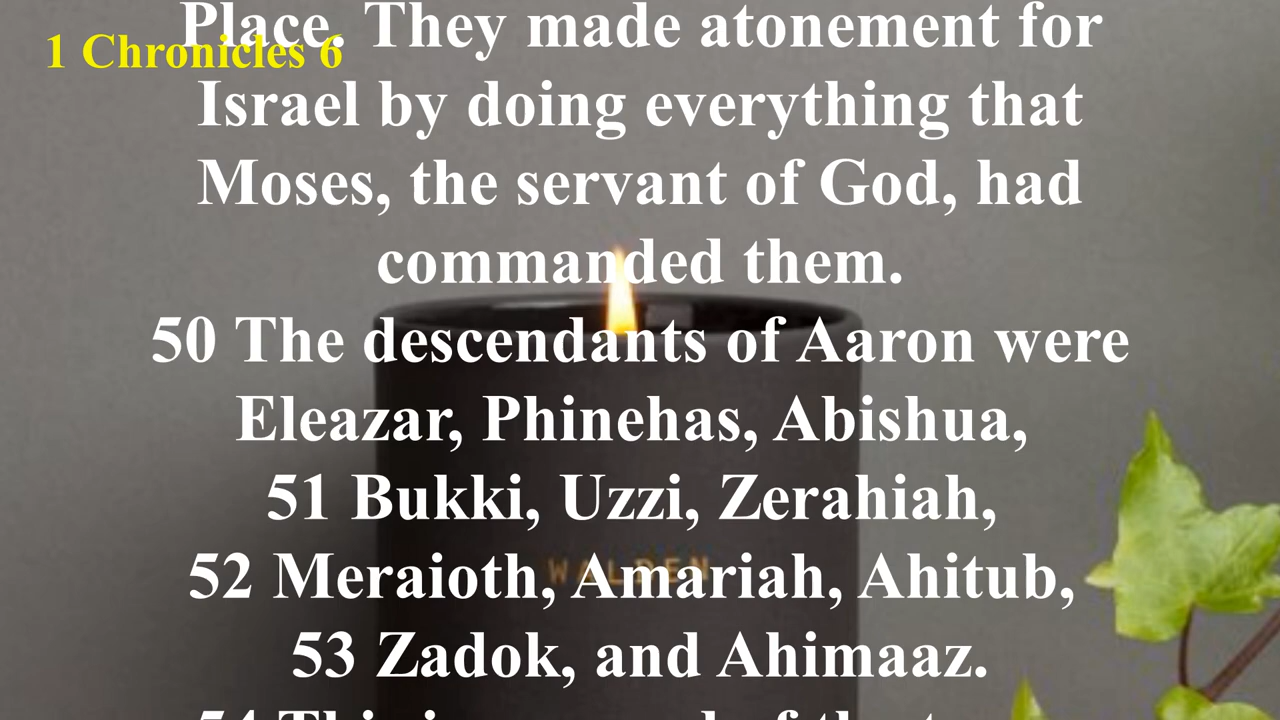 1 Chronicles 6
Place. They made atonement for
Israel by doing everything that
Moses, the servant of God, had
commanded them.
50 The descendants of Aaron were
Eleazar, Phinehas, Abishua,
51 Bukki, Uzzi, Zerahiah,
52 Meraioth, Amariah, Ahitub,
WALDEN
53 Zadok, and Ahimaaz.